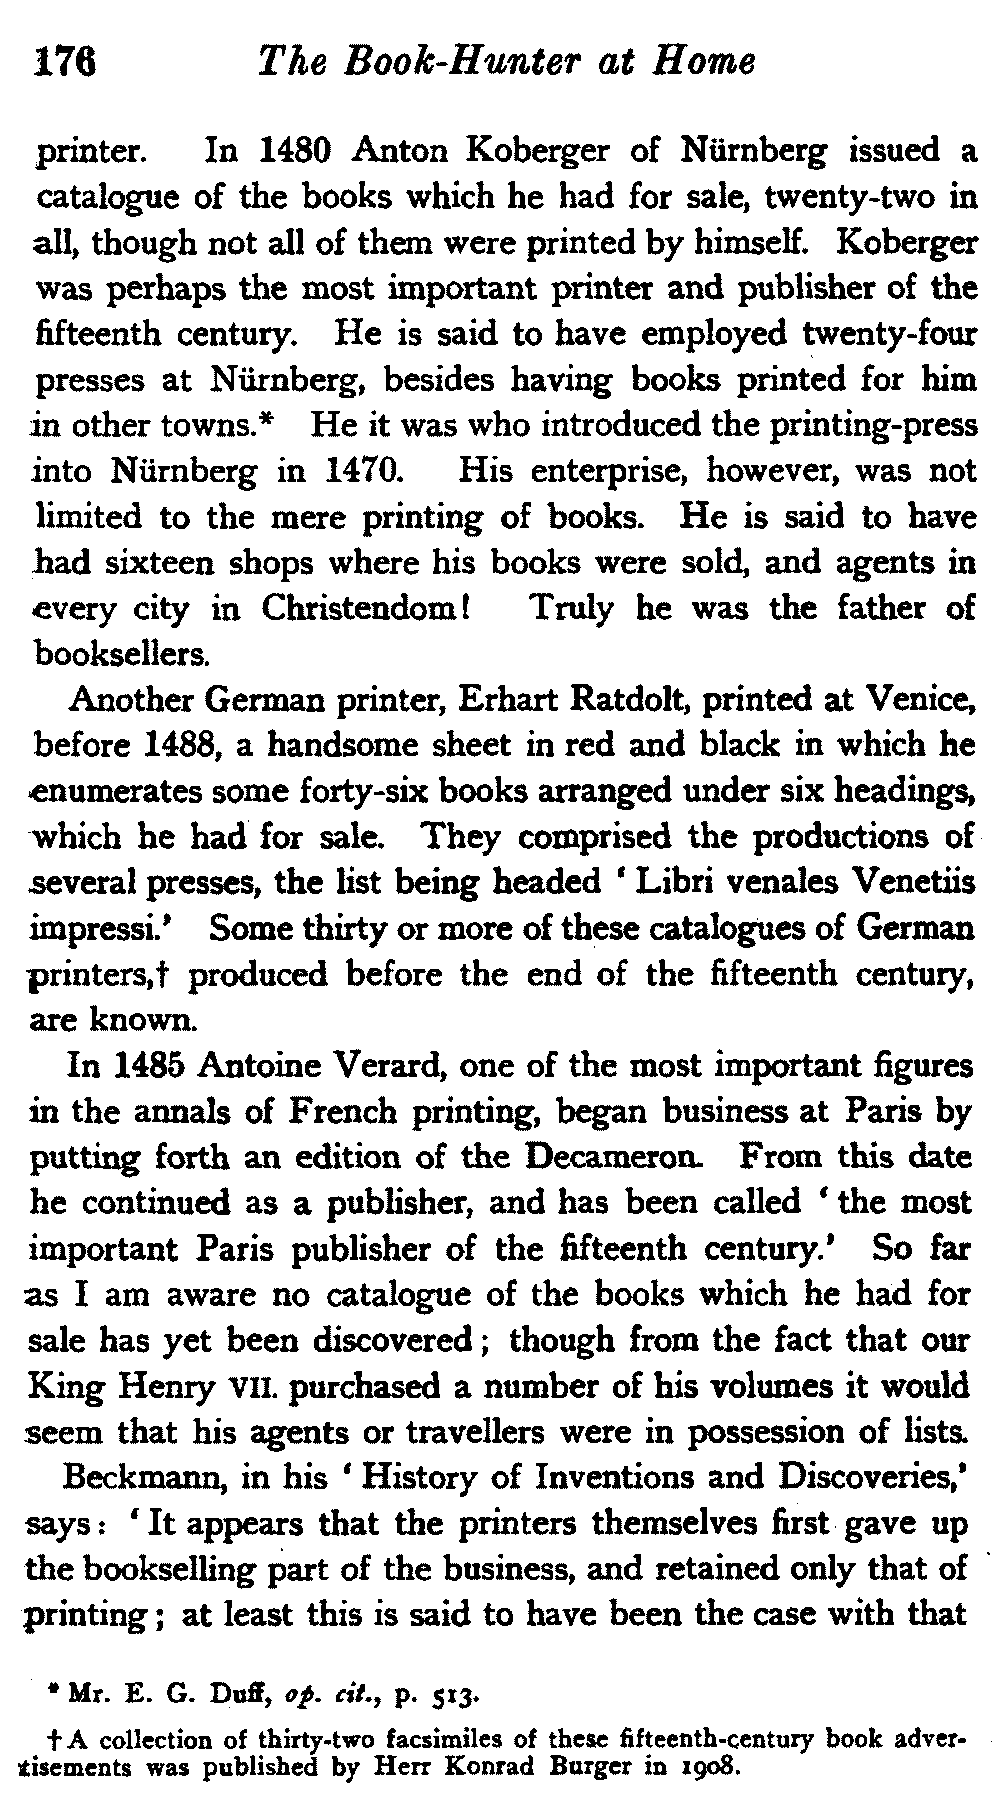 176 The Book-Hunter at Home
printer. In 1480 Anton Koberger of Nürnberg issued a
catalogue of the books which he had for sale, twenty-two in
all, though not all of them were printed by himself. Koberger
was perhaps the most important printer and publisher of the
fifteenth century. He is said to have employed twenty-four
presses at Nürnberg, besides having books printed for him
in other towns.* He it was who introduced the printing-press
into Nürnberg in 1470. His enterprise, however, was not
limited to the mere printing of books. He is said to have
had sixteen shops where his books were sold, and agents in
every city in Christendom! Truly he was the father of
booksellers.
Another German printer, Erhart Ratdolt, printed at Venice,
before 1488, a handsome sheet in red and black in which he
enumerates some forty-six books arranged under six headings,
which he had for sale. They comprised the productions of
several presses, the list being headed ‘ Libri venales Venetiis
impressi.’ Some thirty or more of these catalogues of German
printers,† produced before the end of the fifteenth century,
are known.
In 1485 Antoine Verard, one of the most important figures
in the annals of French printing, began business at Paris by
putting forth an edition of the Decameron. From this date
he continued as a publisher, and has been called ‘ the most
important Paris publisher of the fifteenth century.’ So far
as I am aware no catalogue of the books which he had for
sale has yet been discovered ; though from the fact that our
King Henry VII. purchased a number of his volumes it would
seem that his agents or travellers were in possession of lists.
Beckmann, in his ‘ History of Inventions and Discoveries,’
says : ‘ It appears that the printers themselves first gave up
the bookselling part of the business, and retained only that of
printing ; at least this is said to have been the case with that
* Mr. E. G. Duff, op. cit., p. 513.
† A collection of thirty-two facsimiles of these fifteenth-century book adver-
tisements was published by Herr Konrad Burger in 1908.